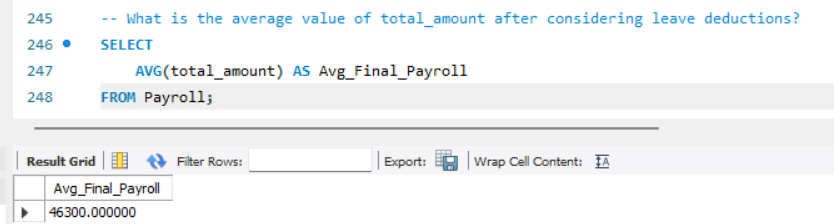 245 -- What is the average value of total_amount after considering leave deductions?
246 SELECT
247 AVG(total_amount) AS Avg_Final_Payroll
248 FROM Payroll;
Result Grid Filter Rows: Export: Wrap Cell Content:
Avg_Final_Payroll
46300.000000